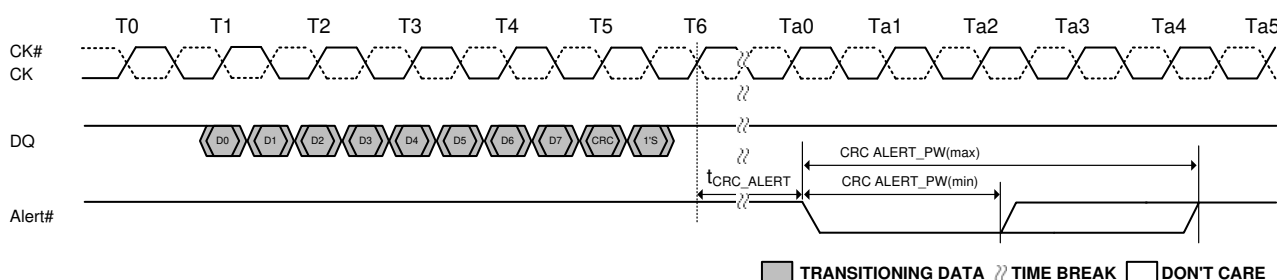 T0 T1 T2 T3 T4 T5 T6 Ta0 Ta1 Ta2 Ta3 Ta4 Ta5
CK#
CK
DQ
D0 D1 D2 D3 D4 D5 D6 D7 CRC 1'S
CRC ALERT_PW(max)
tCRC_ALERT
CRC ALERT_PW(min)
Alert#
TRANSITIONING DATA TIME BREAK DON'T CARE